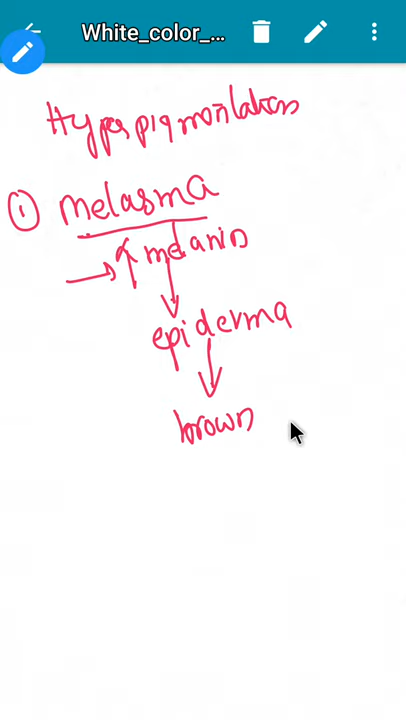 White_color_...
Hyperpigmentation
① melasma
→ ↑ melanin
epiderma
brown